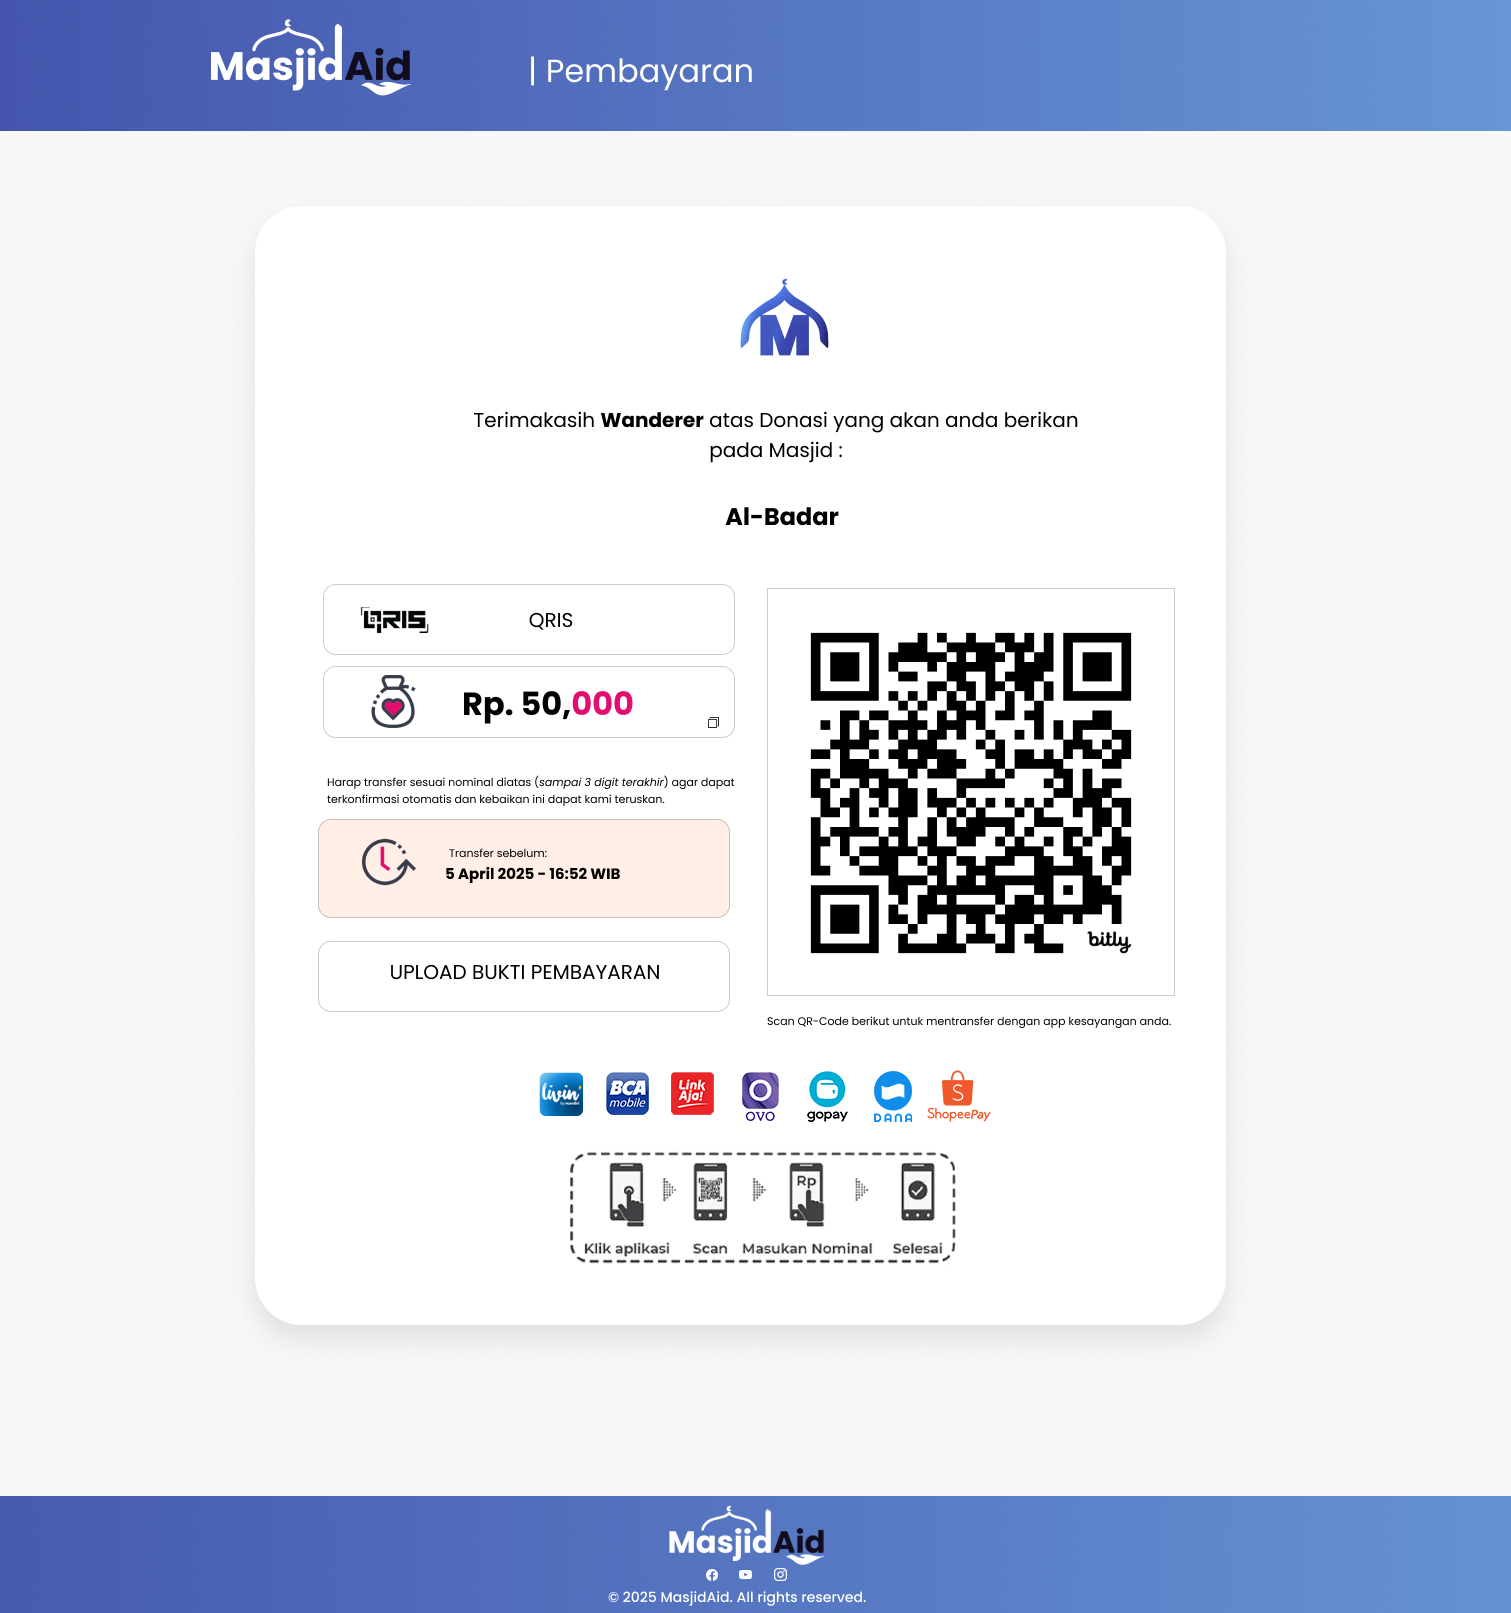 MasjidAid
| Pembayaran
M
Terimakasih Wanderer atas Donasi yang akan anda berikan
pada Masjid :
Al-Badar
QRIS QRIS
Rp. 50,000
Harap transfer sesuai nominal diatas (sampai 3 digit terakhir) agar dapat
terkonfirmasi otomatis dan kebaikan ini dapat kami teruskan.
Transfer sebelum:
5 April 2025 - 16:52 WIB
UPLOAD BUKTI PEMBAYARAN
bitly
Scan QR-Code berikut untuk mentransfer dengan app kesayangan anda.
livin' by mandiri
BCA mobile
Link Aja!
OVO
gopay
DANA
S ShopeePay
Rp
Klik aplikasi Scan Masukan Nominal Selesai
MasjidAid
© 2025 MasjidAid. All rights reserved.